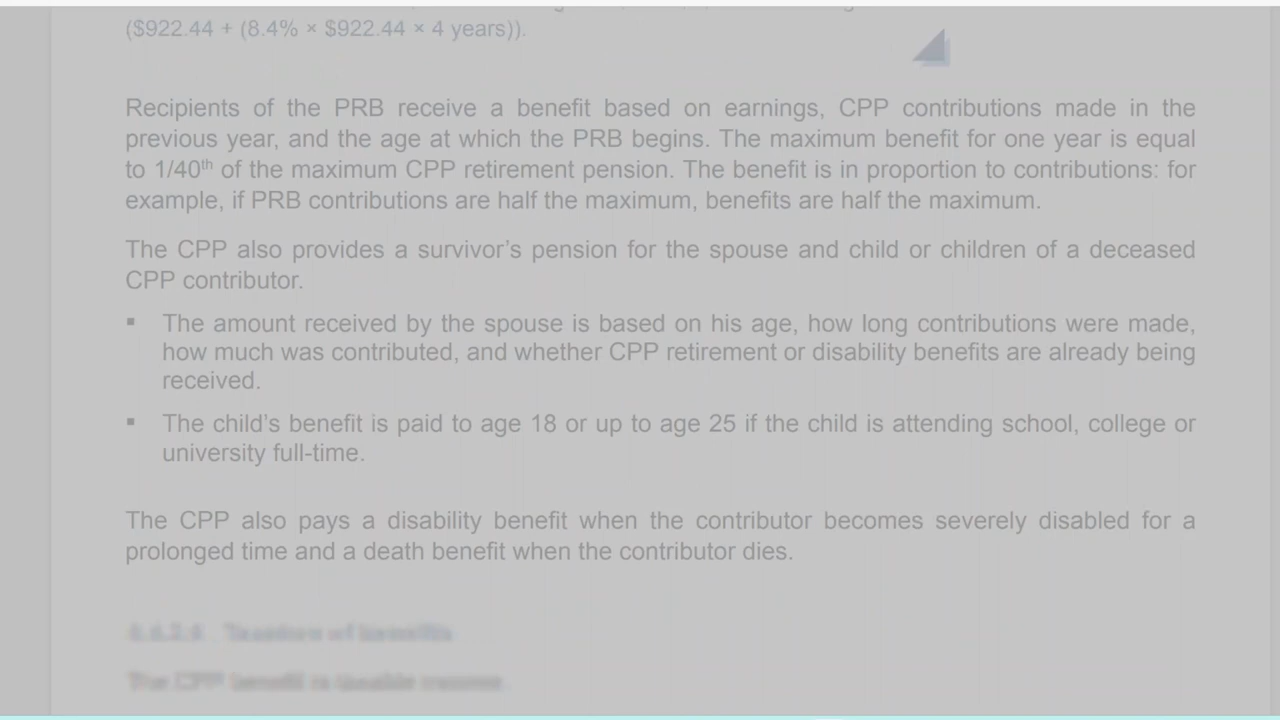 ($922.44 + (8.4% × $922.44 × 4 years)).
Recipients of the PRB receive a benefit based on earnings, CPP contributions made in the
previous year, and the age at which the PRB begins. The maximum benefit for one year is equal
to 1/40th of the maximum CPP retirement pension. The benefit is in proportion to contributions: for
example, if PRB contributions are half the maximum, benefits are half the maximum.
The CPP also provides a survivor’s pension for the spouse and child or children of a deceased
CPP contributor.
▪ The amount received by the spouse is based on his age, how long contributions were made,
how much was contributed, and whether CPP retirement or disability benefits are already being
received.
▪ The child’s benefit is paid to age 18 or up to age 25 if the child is attending school, college or
university full-time.
The CPP also pays a disability benefit when the contributor becomes severely disabled for a
prolonged time and a death benefit when the contributor dies.
of benefits
The CPP benefit is taxable income.